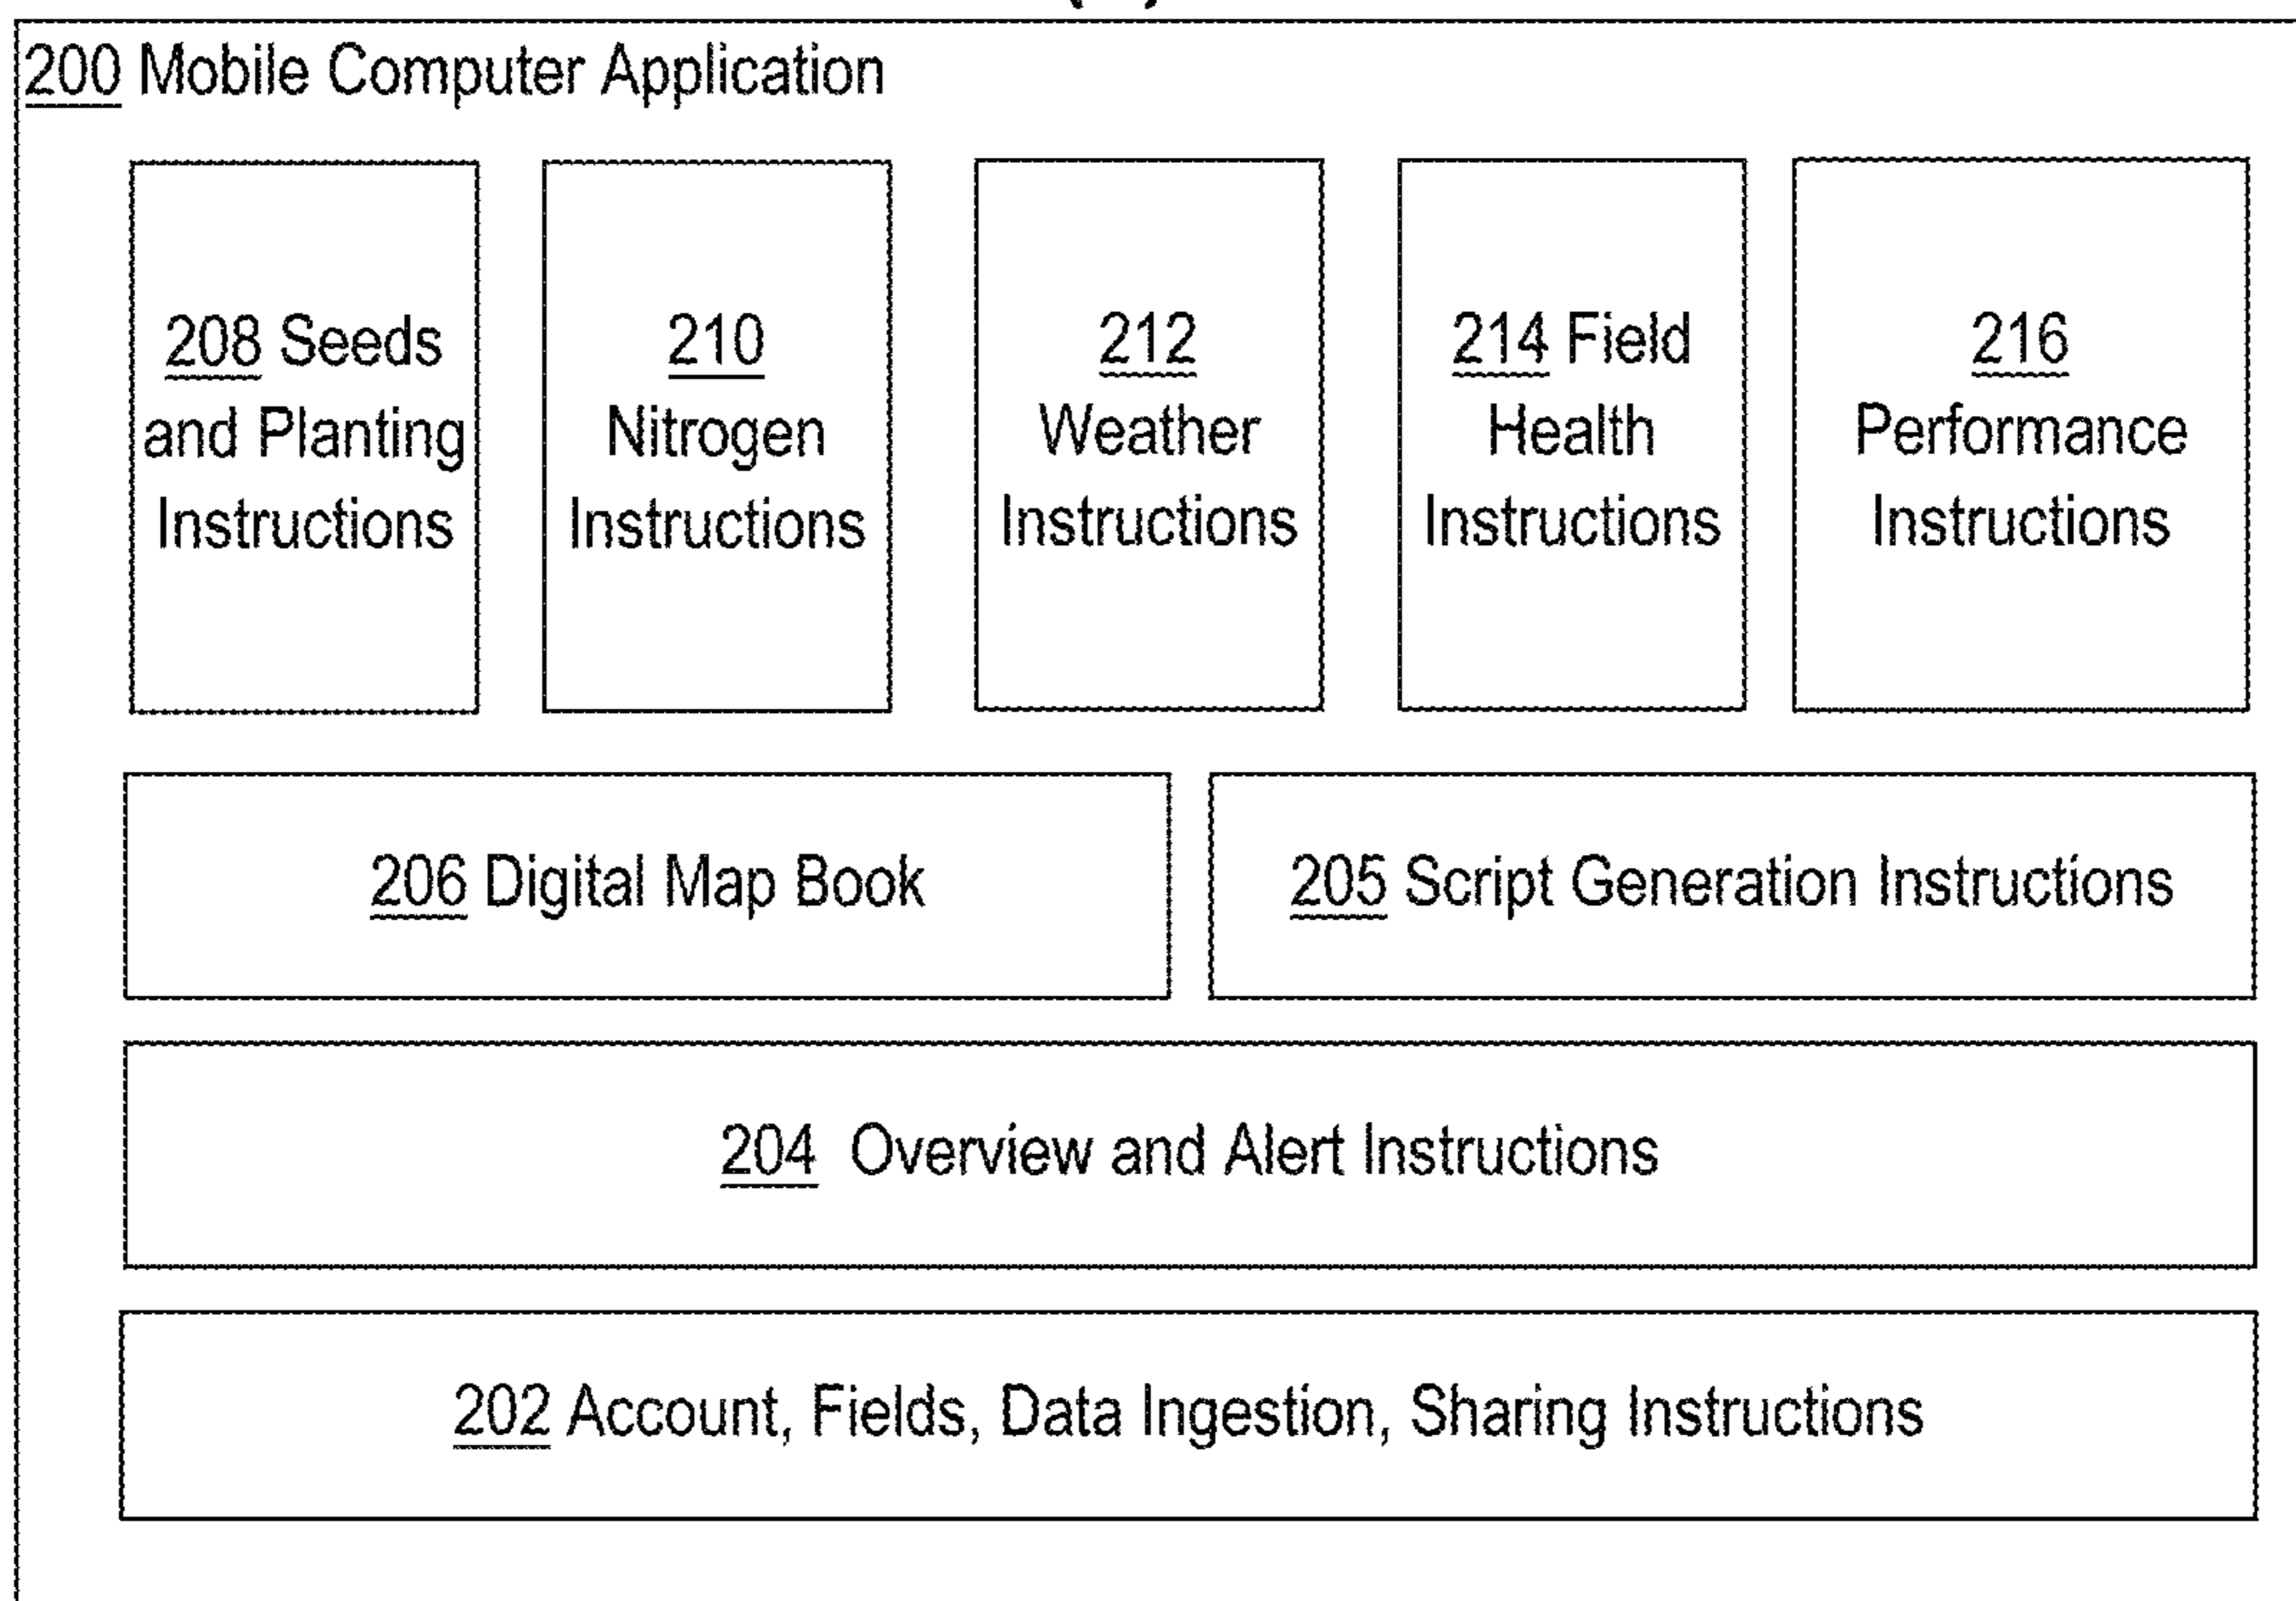 200 Mobile Computer Application
208 Seeds
and Planting
Instructions
210
Nitrogen
Instructions
212
Weather
Instructions
214 Field
Health
Instructions
216
Performance
Instructions
206 Digital Map Book
205 Script Generation Instructions
204 Overview and Alert Instructions
202 Account, Fields, Data Ingestion, Sharing Instructions